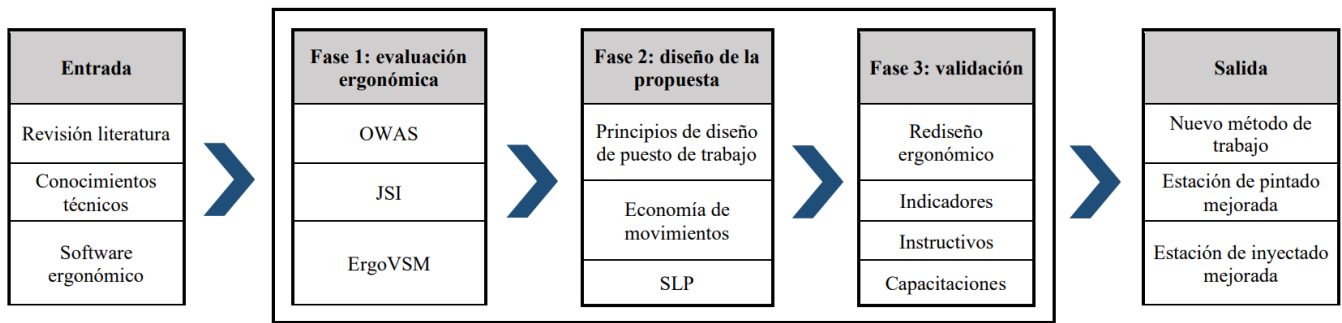 Entrada
Revisión literatura
Conocimientos
técnicos
Software
ergonómico
Fase 1: evaluación
ergonómica
OWAS
JSI
ErgoVSM
Fase 2: diseño de la
propuesta
Principios de diseño
de puesto de trabajo
Economía de
movimientos
SLP
Fase 3: validación
Rediseño
ergonómico
Indicadores
Instructivos
Capacitaciones
Salida
Nuevo método de
trabajo
Estación de pintado
mejorada
Estación de inyectado
mejorada